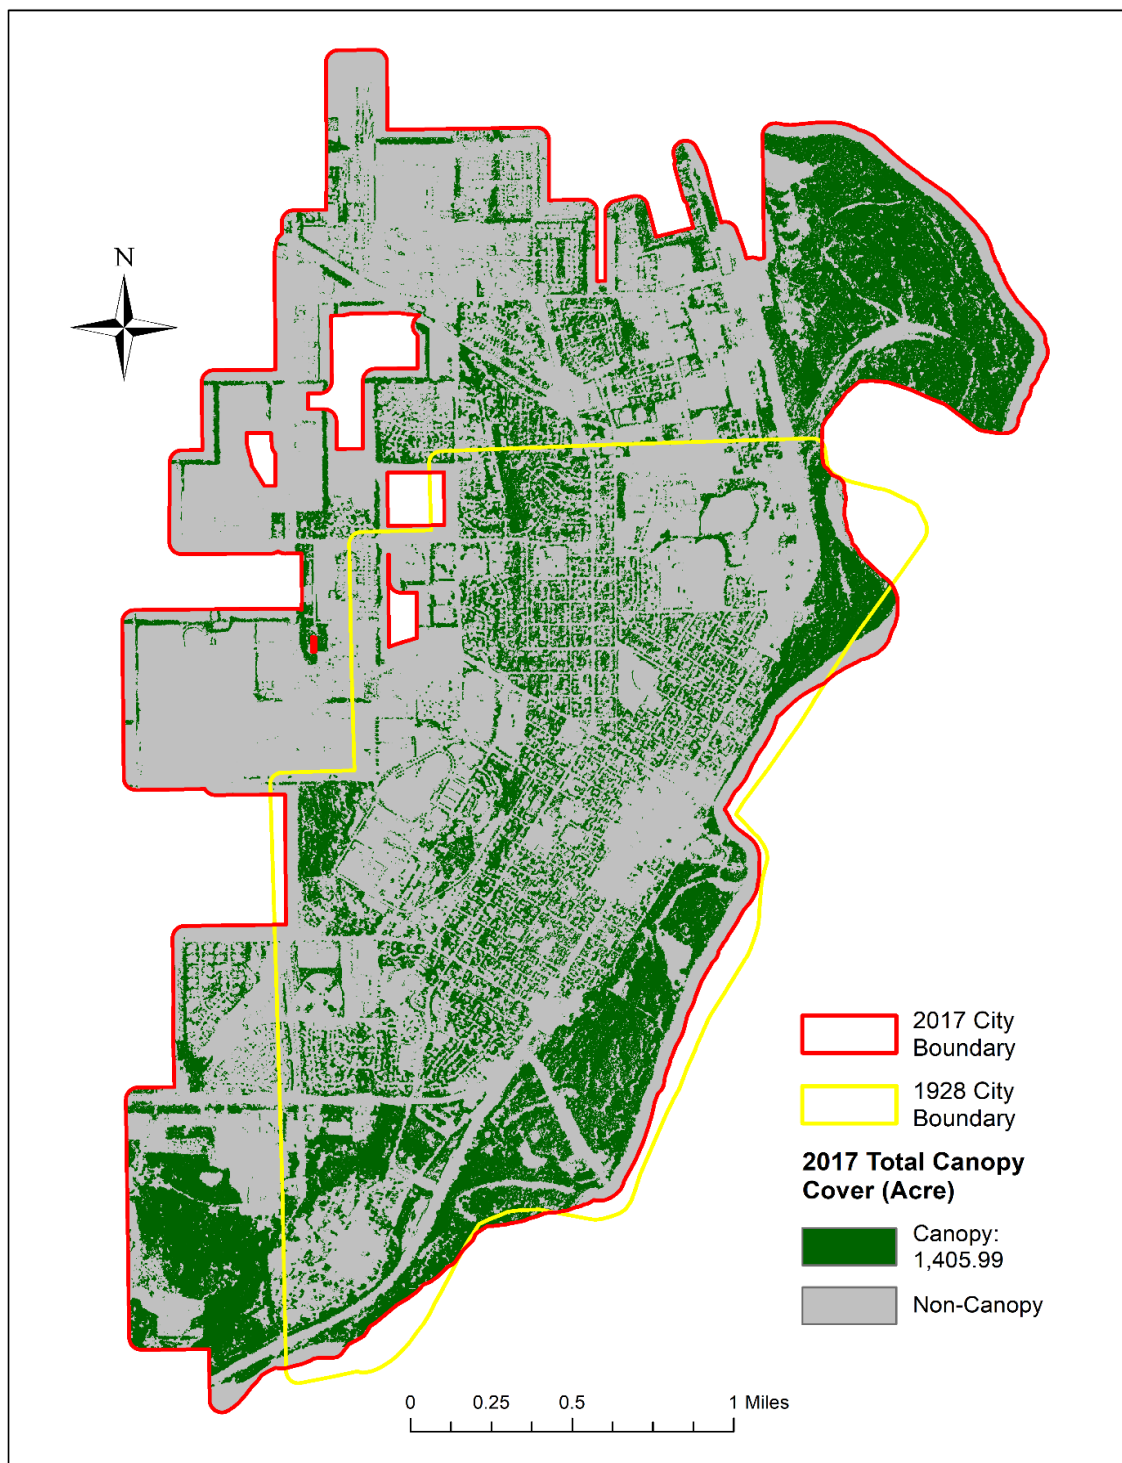 N
2017 City
Boundary
1928 City
Boundary
2017 Total Canopy
Cover (Acre)
Canopy:
1,405.99
Non-Canopy
0 0.25 0.5 1 Miles